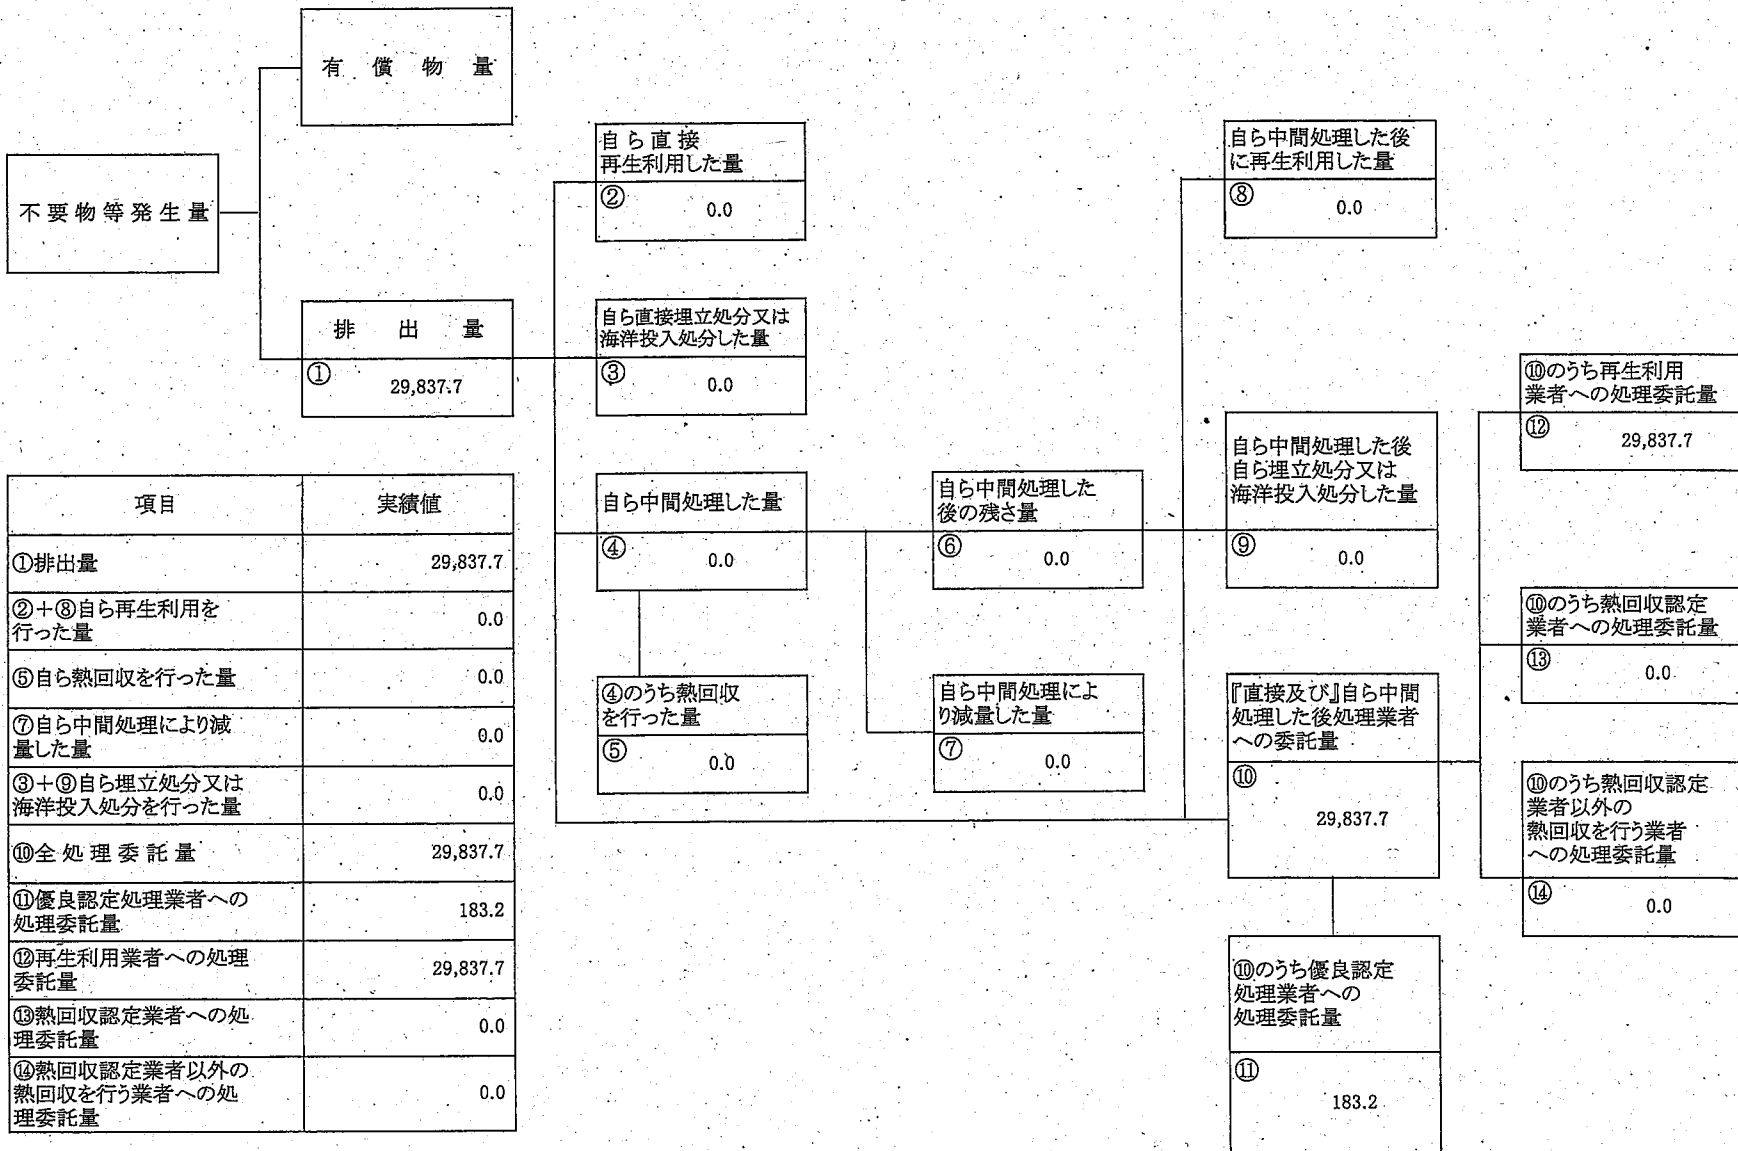 有償物量
不要物等発生量
排出量
①
29,837.7
自ら直接
再生利用した量
②
0.0
自ら直接埋立処分又は
海洋投入処分した量
③
0.0
自ら中間処理した量
④
0.0
④のうち熱回収
を行った量
⑤
0.0
自ら中間処理した
後の残さ量
⑥
0.0
自ら中間処理によ
り減量した量
⑦
0.0
自ら中間処理した後
に再生利用した量
⑧
0.0
自ら中間処理した後
自ら埋立処分又は
海洋投入処分した量
⑨
0.0
『直接及び』自ら中間
処理した後処理業者
への委託量
⑩
29,837.7
⑩のうち優良認定
処理業者への
処理委託量
⑪
183.2
⑩のうち再生利用
業者への処理委託量
⑫
29,837.7
⑩のうち熱回収認定
業者への処理委託量
⑬
0.0
⑩のうち熱回収認定
業者以外の
熱回収を行う業者
への処理委託量
⑭
0.0
項目 実績値
①排出量 29,837.7
②+⑧自ら再生利用を
行った量 0.0
⑤自ら熱回収を行った量 0.0
⑦自ら中間処理により減
量した量 0.0
③+⑨自ら埋立処分又は
海洋投入処分を行った量 0.0
⑩全処理委託量 29,837.7
⑪優良認定処理業者への
処理委託量 183.2
⑫再生利用業者への処理
委託量 29,837.7
⑬熱回収認定業者への処
理委託量 0.0
⑭熱回収認定業者以外の
熱回収を行う業者への処
理委託量 0.0